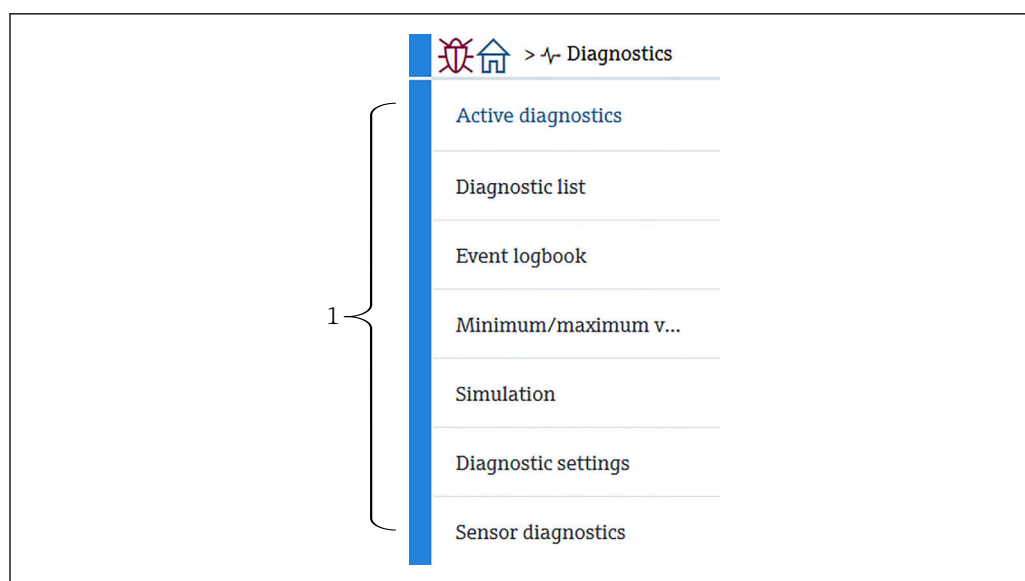 > Diagnostics
Active diagnostics
Diagnostic list
Event logbook
1
Minimum/maximum v...
Simulation
Diagnostic settings
Sensor diagnostics